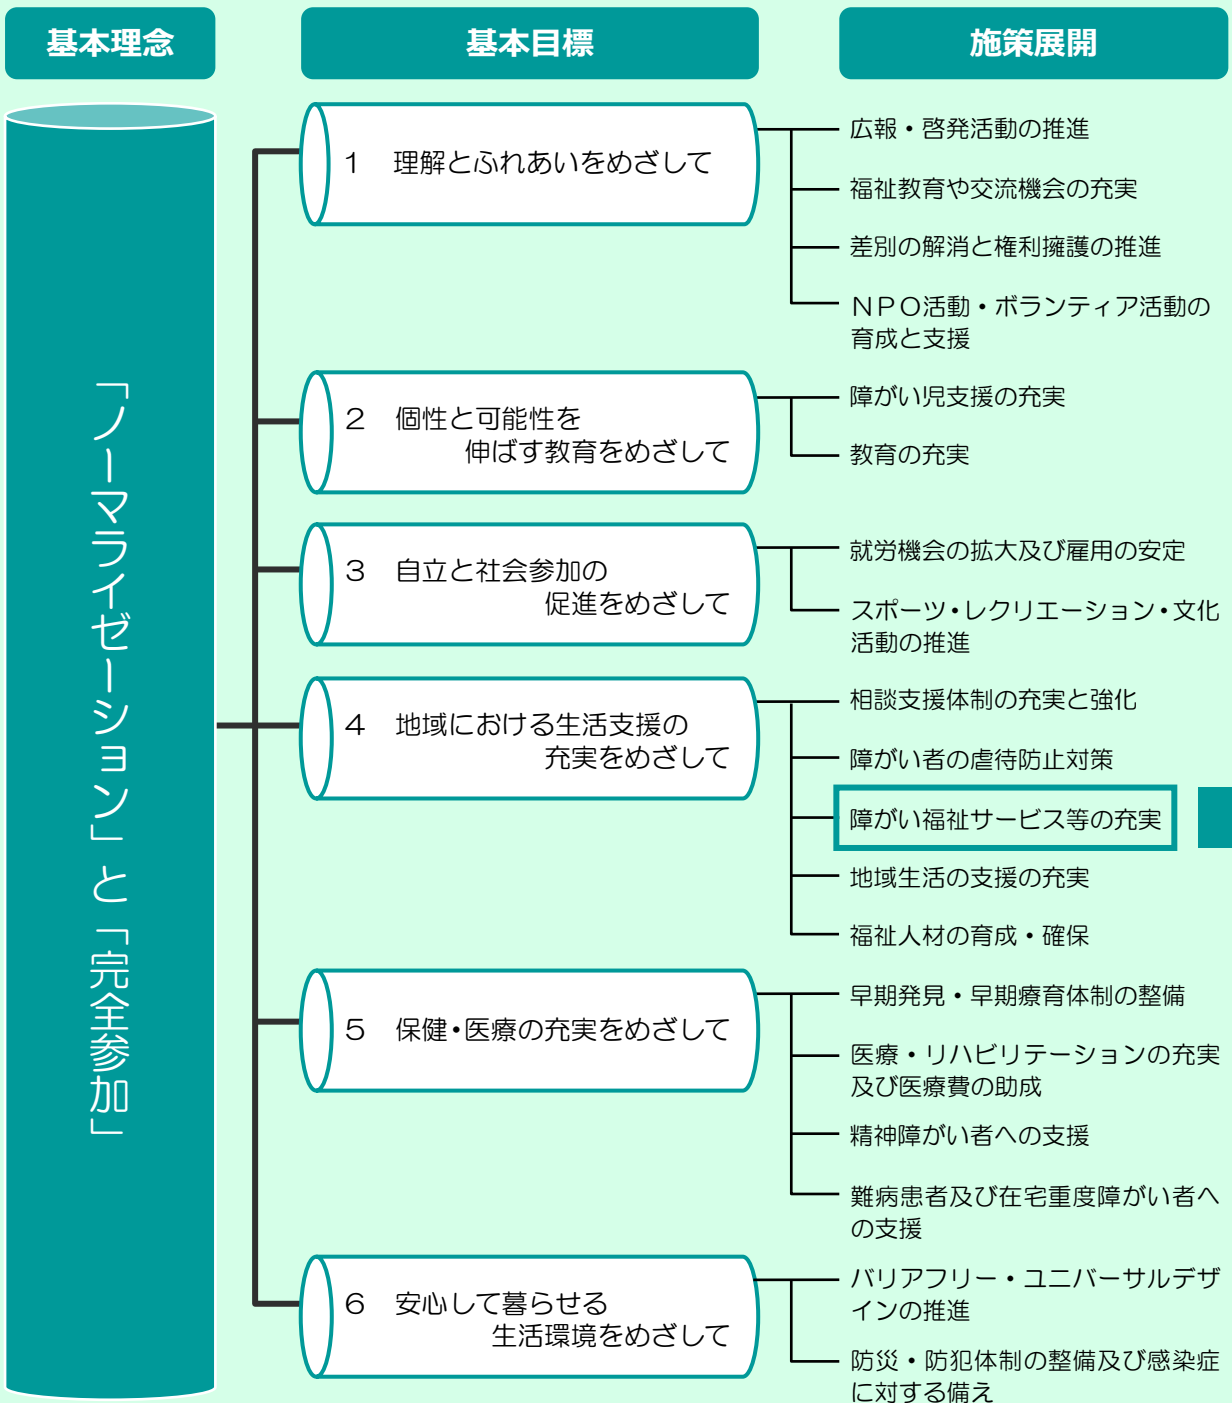 基本理念
基本目標
施策展開
「ノーマライゼーション」と「完全参加」
1 理解とふれあいをめざして
広報・啓発活動の推進
福祉教育や交流機会の充実
差別の解消と権利擁護の推進
ＮＰＯ活動・ボランティア活動の
育成と支援
2 個性と可能性を
伸ばす教育をめざして
障がい児支援の充実
教育の充実
3 自立と社会参加の
促進をめざして
就労機会の拡大及び雇用の安定
スポーツ・レクリエーション・文化
活動の推進
4 地域における生活支援の
充実をめざして
相談支援体制の充実と強化
障がい者の虐待防止対策
障がい福祉サービス等の充実
地域生活の支援の充実
福祉人材の育成・確保
5 保健・医療の充実をめざして
早期発見・早期療育体制の整備
医療・リハビリテーションの充実
及び医療費の助成
精神障がい者への支援
難病患者及び在宅重度障がい者へ
の支援
6 安心して暮らせる
生活環境をめざして
バリアフリー・ユニバーサルデザ
インの推進
防災・防犯体制の整備及び感染症
に対する備え